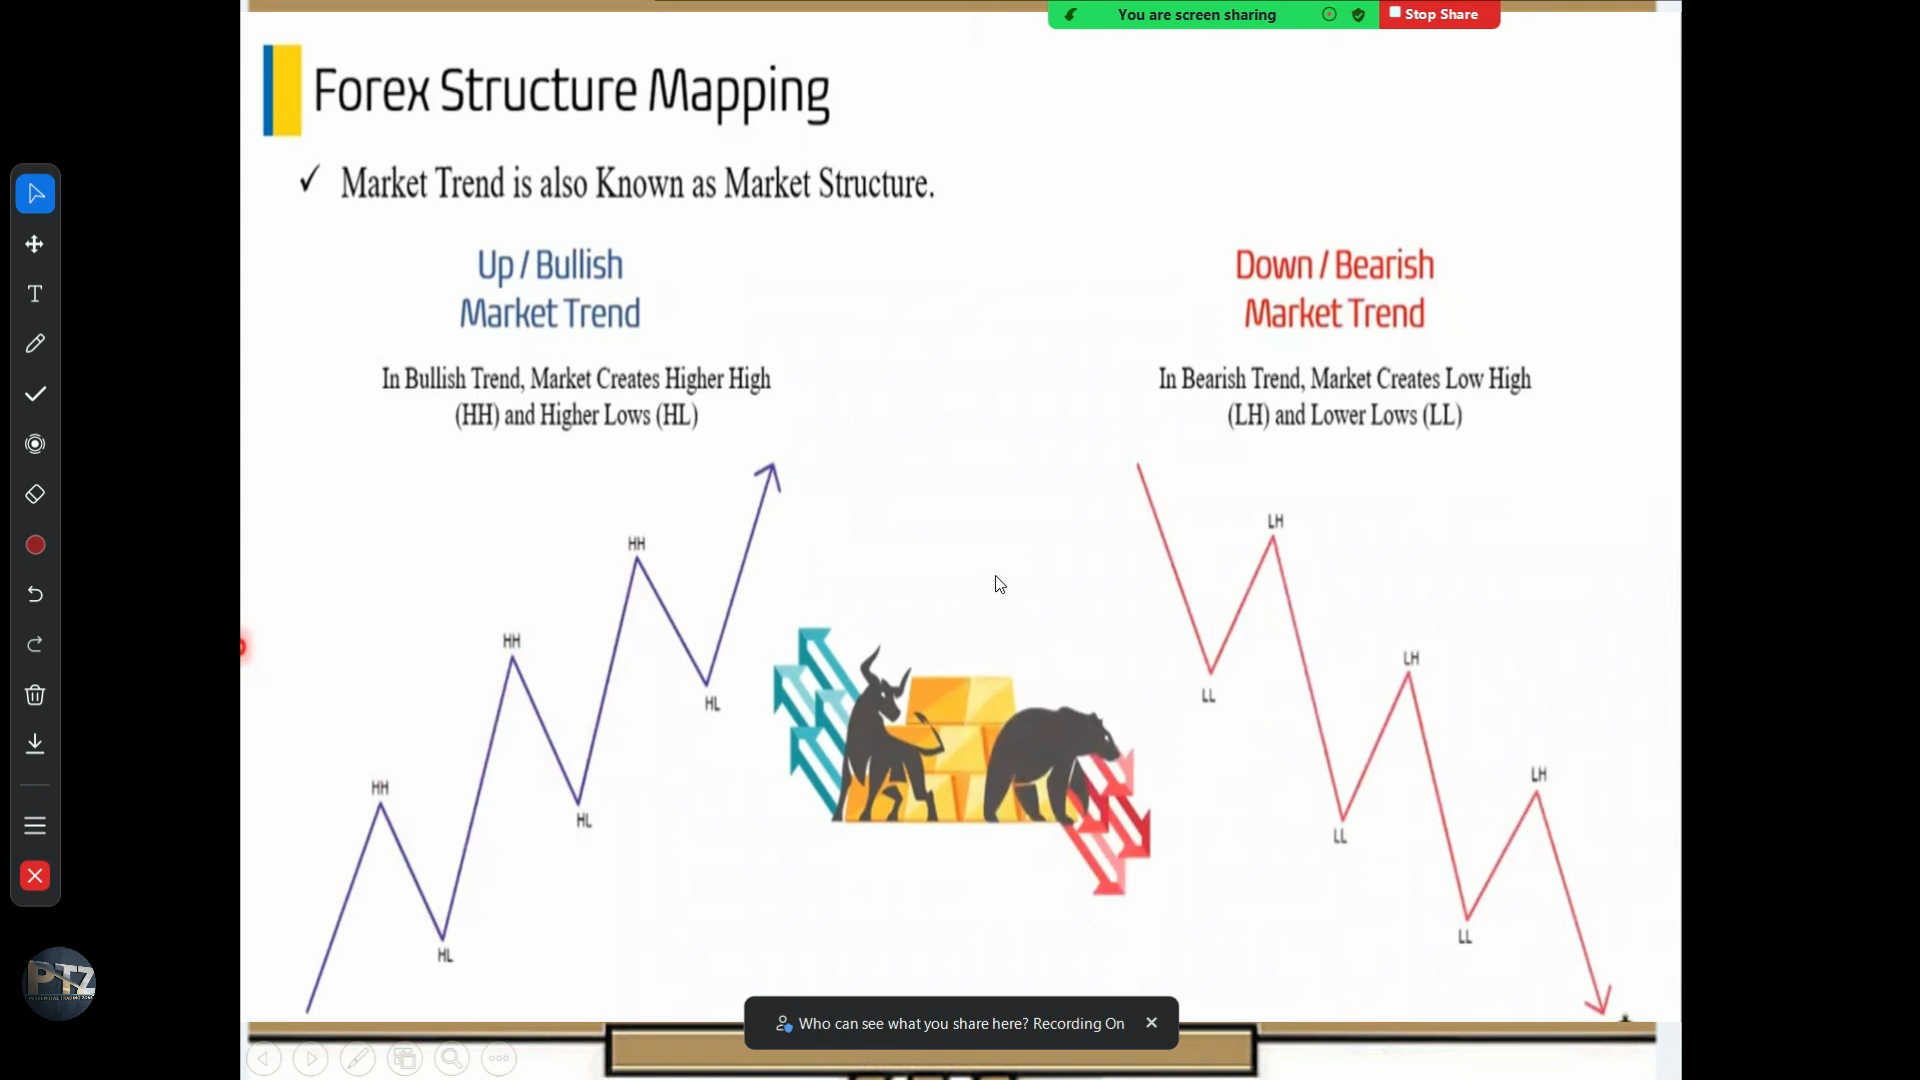 You are screen sharing
Stop Share
Forex Structure Mapping
✓ Market Trend is also Known as Market Structure.
Up / Bullish
Market Trend
In Bullish Trend, Market Creates Higher High
(HH) and Higher Lows (HL)
Down / Bearish
Market Trend
In Bearish Trend, Market Creates Low High
(LH) and Lower Lows (LL)
HH
HL
HH
HL
HH
HL
LL
LH
LL
LH
LL
LH
PTZ
Who can see what you share here? Recording On